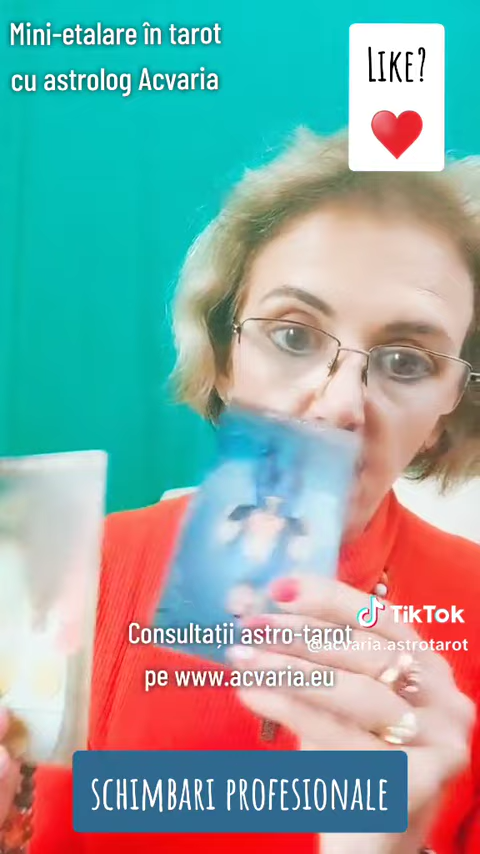 Mini-etalare în tarot
cu astrolog Acvaria
LIKE?
Consultații astro-tarot
pe www.acvaria.eu
TikTok
@acvaria.astrotarot
SCHIMBARI PROFESIONALE